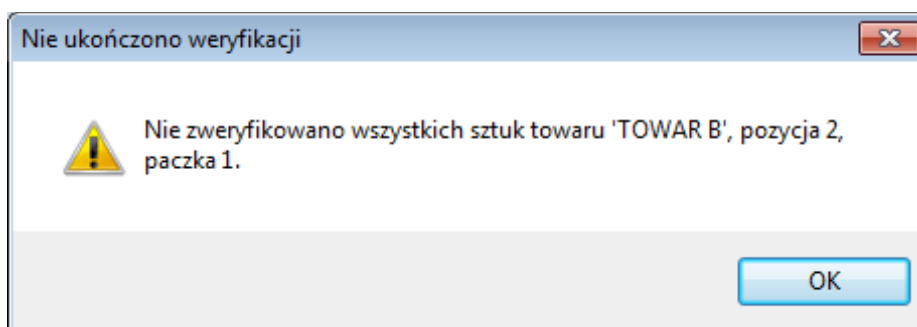 Nie ukończono weryfikacji
Nie zweryfikowano wszystkich sztuk towaru 'TOWAR B', pozycja 2,
paczka 1.
OK